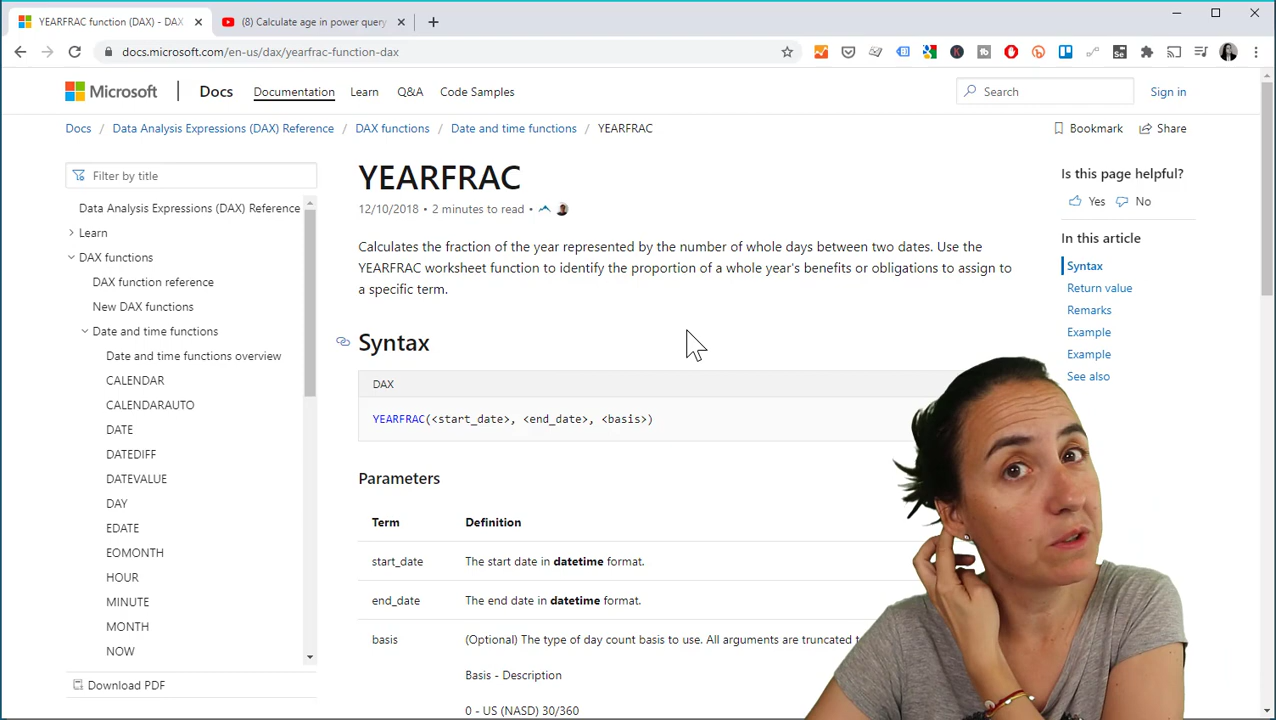 YEARFRAC function (DAX) - DAX
(8) Calculate age in power query
docs.microsoft.com/en-us/dax/yearfrac-function-dax
Microsoft
Docs
Documentation
Learn
Q&A
Code Samples
Search
Sign in
Docs / Data Analysis Expressions (DAX) Reference / DAX functions / Date and time functions / YEARFRAC
Bookmark
Share
Filter by title
Data Analysis Expressions (DAX) Reference
Learn
DAX functions
DAX function reference
New DAX functions
Date and time functions
Date and time functions overview
CALENDAR
CALENDARAUTO
DATE
DATEDIFF
DATEVALUE
DAY
EDATE
EOMONTH
HOUR
MINUTE
MONTH
NOW
Download PDF
YEARFRAC
12/10/2018 • 2 minutes to read •
Calculates the fraction of the year represented by the number of whole days between two dates. Use the
YEARFRAC worksheet function to identify the proportion of a whole year's benefits or obligations to assign to
a specific term.
Syntax
DAX
YEARFRAC(<start_date>, <end_date>, <basis>)
Parameters
Term Definition
start_date The start date in datetime format.
end_date The end date in datetime format.
basis (Optional) The type of day count basis to use. All arguments are truncated
Basis - Description
0 - US (NASD) 30/360
Is this page helpful?
Yes No
In this article
Syntax
Return value
Remarks
Example
Example
See also